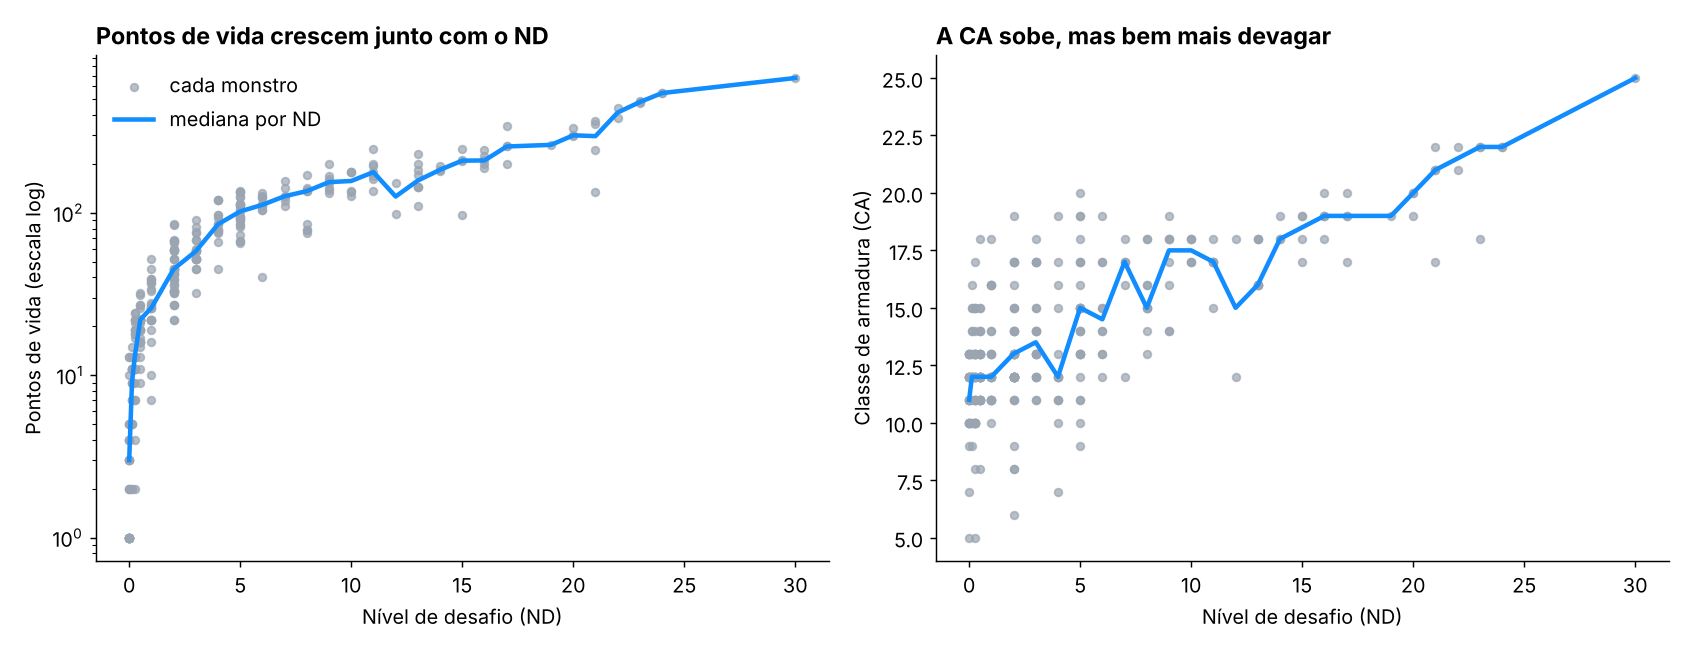 Pontos de vida crescem junto com o ND
cada monstro
mediana por ND
Pontos de vida (escala log)
10²
10¹
10⁰
0 5 10 15 20 25 30
Nível de desafio (ND)
A CA sobe, mas bem mais devagar
Classe de armadura (CA)
25.0
22.5
20.0
17.5
15.0
12.5
10.0
7.5
5.0
0 5 10 15 20 25 30
Nível de desafio (ND)